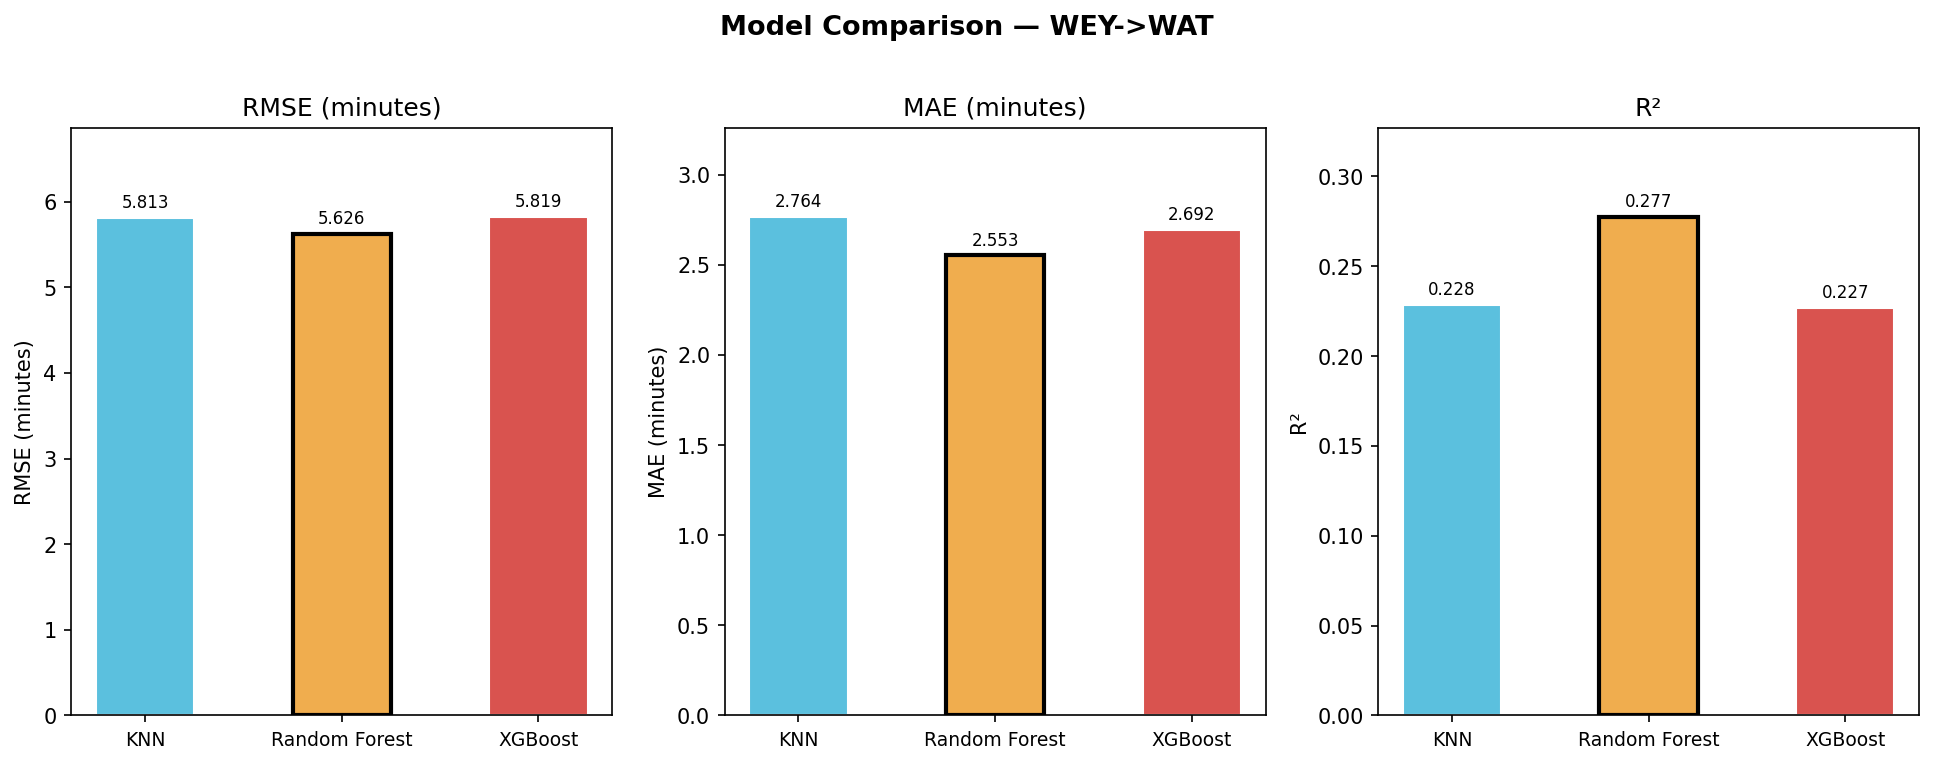 Model Comparison — WEY->WAT
RMSE (minutes)
RMSE (minutes)
6
5
4
3
2
1
0
5.813
5.626
5.819
KNN
Random Forest
XGBoost
MAE (minutes)
MAE (minutes)
3.0
2.5
2.0
1.5
1.0
0.5
0.0
2.764
2.553
2.692
KNN
Random Forest
XGBoost
R²
R²
0.30
0.25
0.20
0.15
0.10
0.05
0.00
0.228
0.277
0.227
KNN
Random Forest
XGBoost